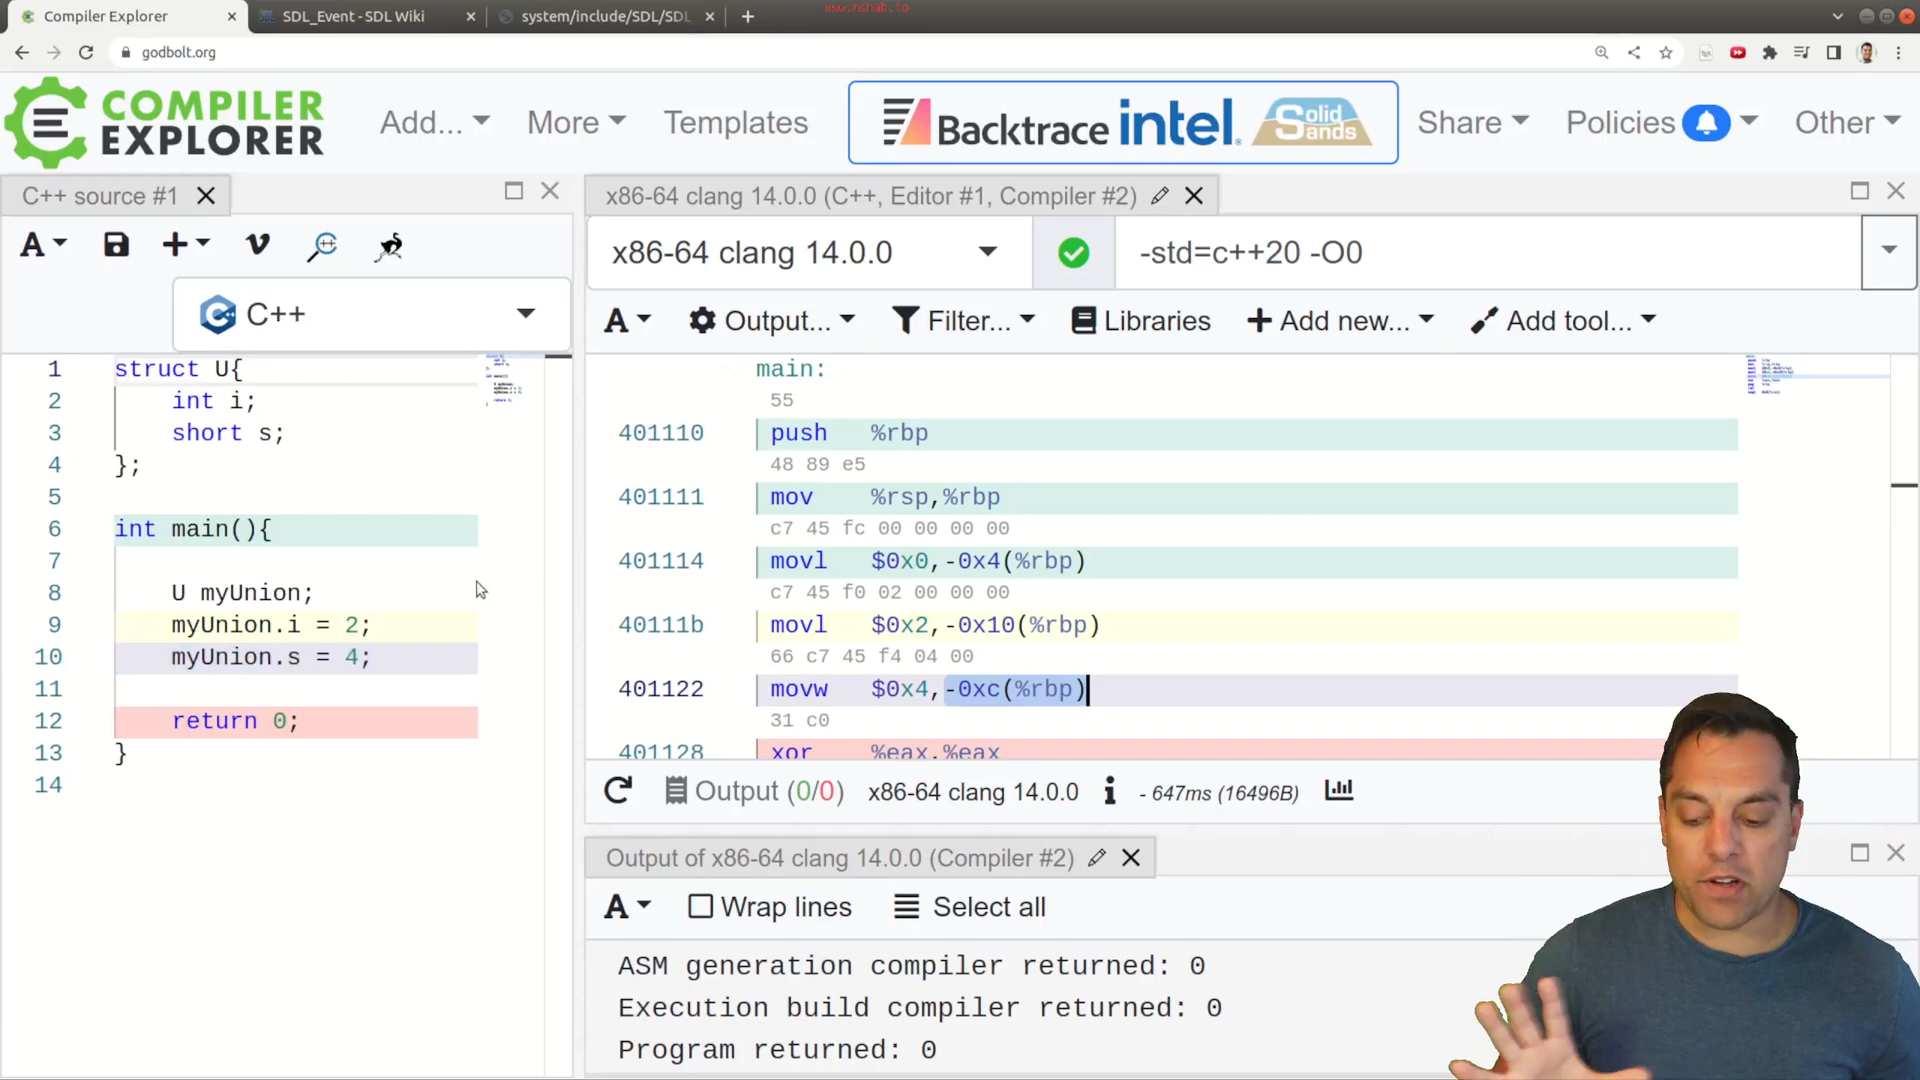 Compiler Explorer
SDL_Event - SDL Wiki
system/include/SDL/SDL_
godbolt.org
COMPILER
EXPLORER
Add...
More
Templates
Backtrace intel. Solid Sands
Share
Policies
Other
C++ source #1
C++
1 struct U{
2 int i;
3 short s;
4 };
5
6 int main(){
7
8 U myUnion;
9 myUnion.i = 2;
10 myUnion.s = 4;
11
12 return 0;
13 }
14
x86-64 clang 14.0.0 (C++, Editor #1, Compiler #2)
x86-64 clang 14.0.0
-std=c++20 -O0
A Output... Filter... Libraries Add new... Add tool...
main:
55
401110 push %rbp
48 89 e5
401111 mov %rsp,%rbp
c7 45 fc 00 00 00 00
401114 movl $0x0,-0x4(%rbp)
c7 45 f0 02 00 00 00
40111b movl $0x2,-0x10(%rbp)
66 c7 45 f4 04 00
401122 movw $0x4,-0xc(%rbp)
31 c0
401128 xor %eax,%eax
Output (0/0) x86-64 clang 14.0.0 - 647ms (16496B)
Output of x86-64 clang 14.0.0 (Compiler #2)
A Wrap lines Select all
ASM generation compiler returned: 0
Execution build compiler returned: 0
Program returned: 0